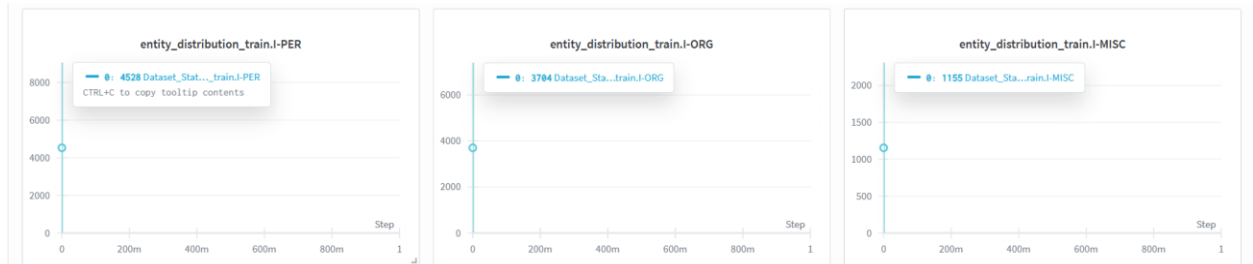 entity_distribution_train.I-PER
0: 4528 Dataset_Stat..._train.I-PER
CTRL+C to copy tooltip contents
8000
6000
4000
2000
0
Step
0 200m 400m 600m 800m 1
entity_distribution_train.I-ORG
0: 3704 Dataset_Sta...train.I-ORG
6000
4000
2000
0
Step
0 200m 400m 600m 800m 1
entity_distribution_train.I-MISC
0: 1155 Dataset_Sta...rain.I-MISC
2000
1500
1000
500
0
Step
0 200m 400m 600m 800m 1